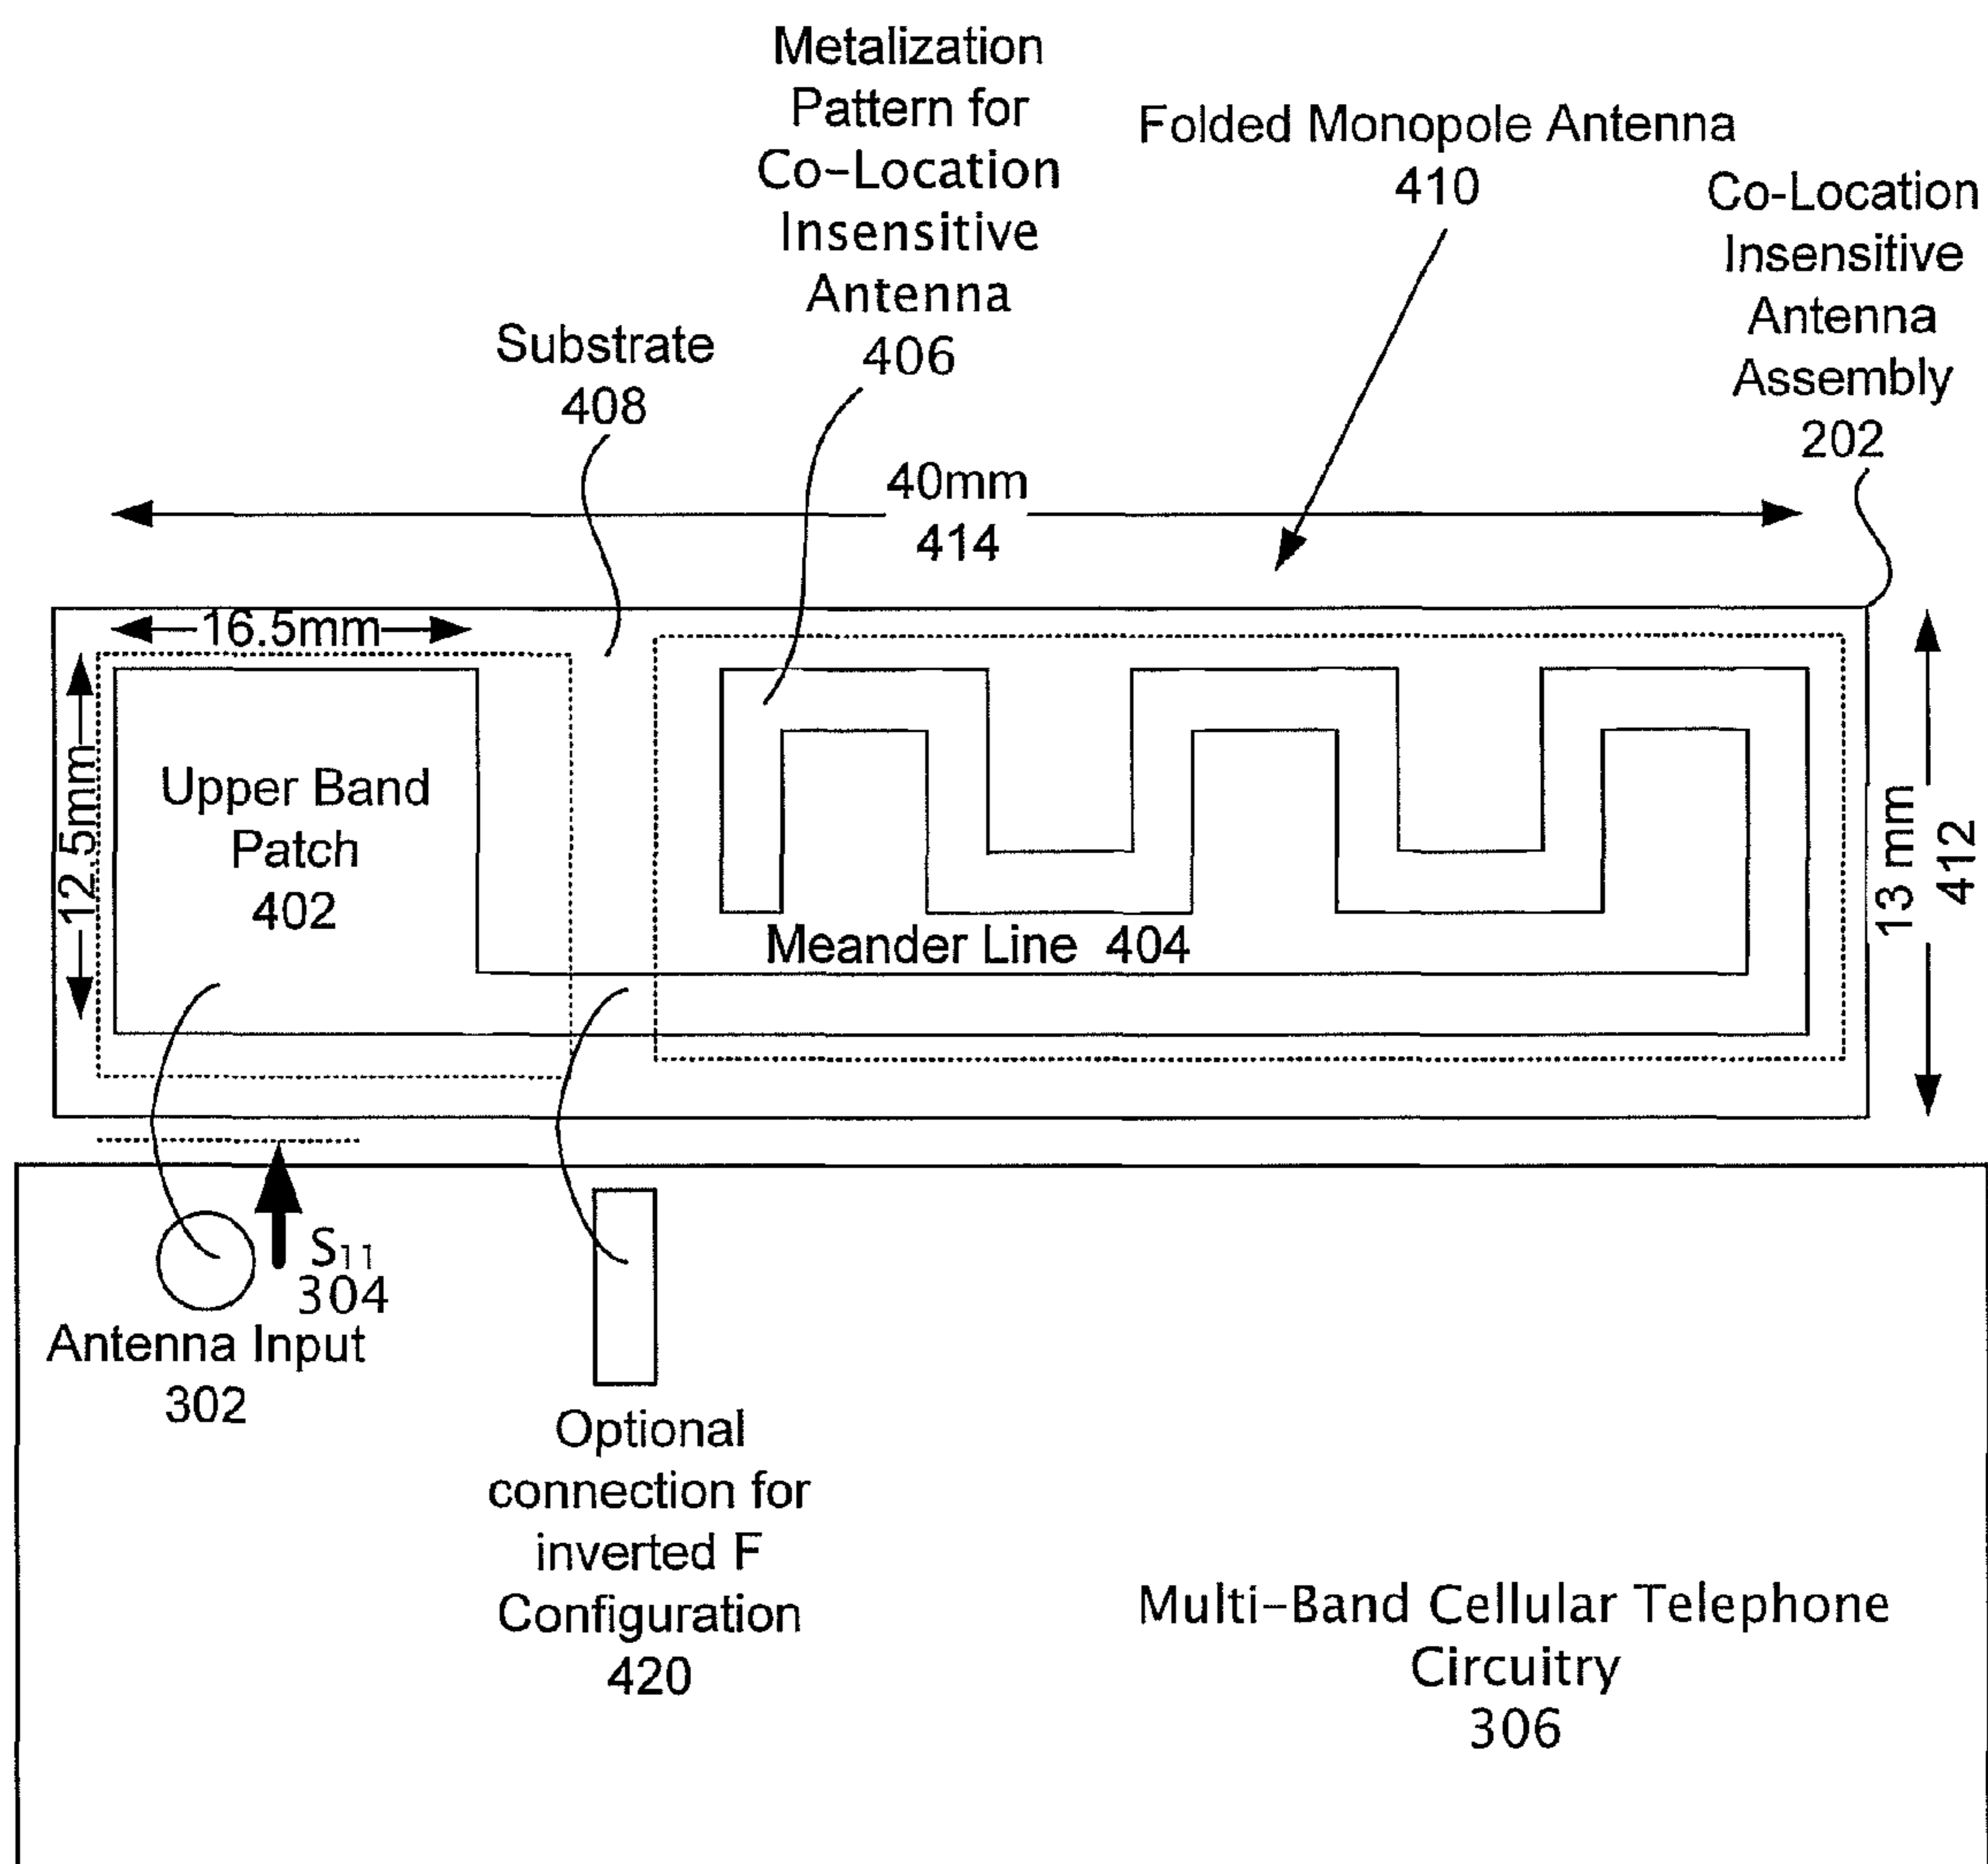 Metalization
Pattern for
Co-Location
Insensitive
Antenna
406
Folded Monopole Antenna
410
Co-Location
Insensitive
Antenna
Assembly
202
Substrate
408
40mm
414
16.5mm
12.5mm
Upper Band
Patch
402
Meander Line 404
13 mm
412
S11
304
Antenna Input
302
Optional
connection for
inverted F
Configuration
420
Multi-Band Cellular Telephone
Circuitry
306